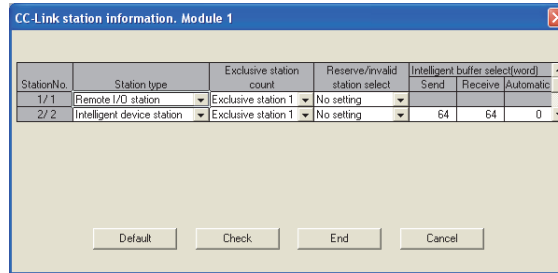 CC-Link station information. Module 1
Exclusive station Reserve/invalid Intelligent buffer select(word)
StationNo. Station type count station select Send Receive Automatic
1/1 Remote I/O station Exclusive station 1 No setting
2/2 Intelligent device station Exclusive station 1 No setting 64 64 0
Default Check End Cancel